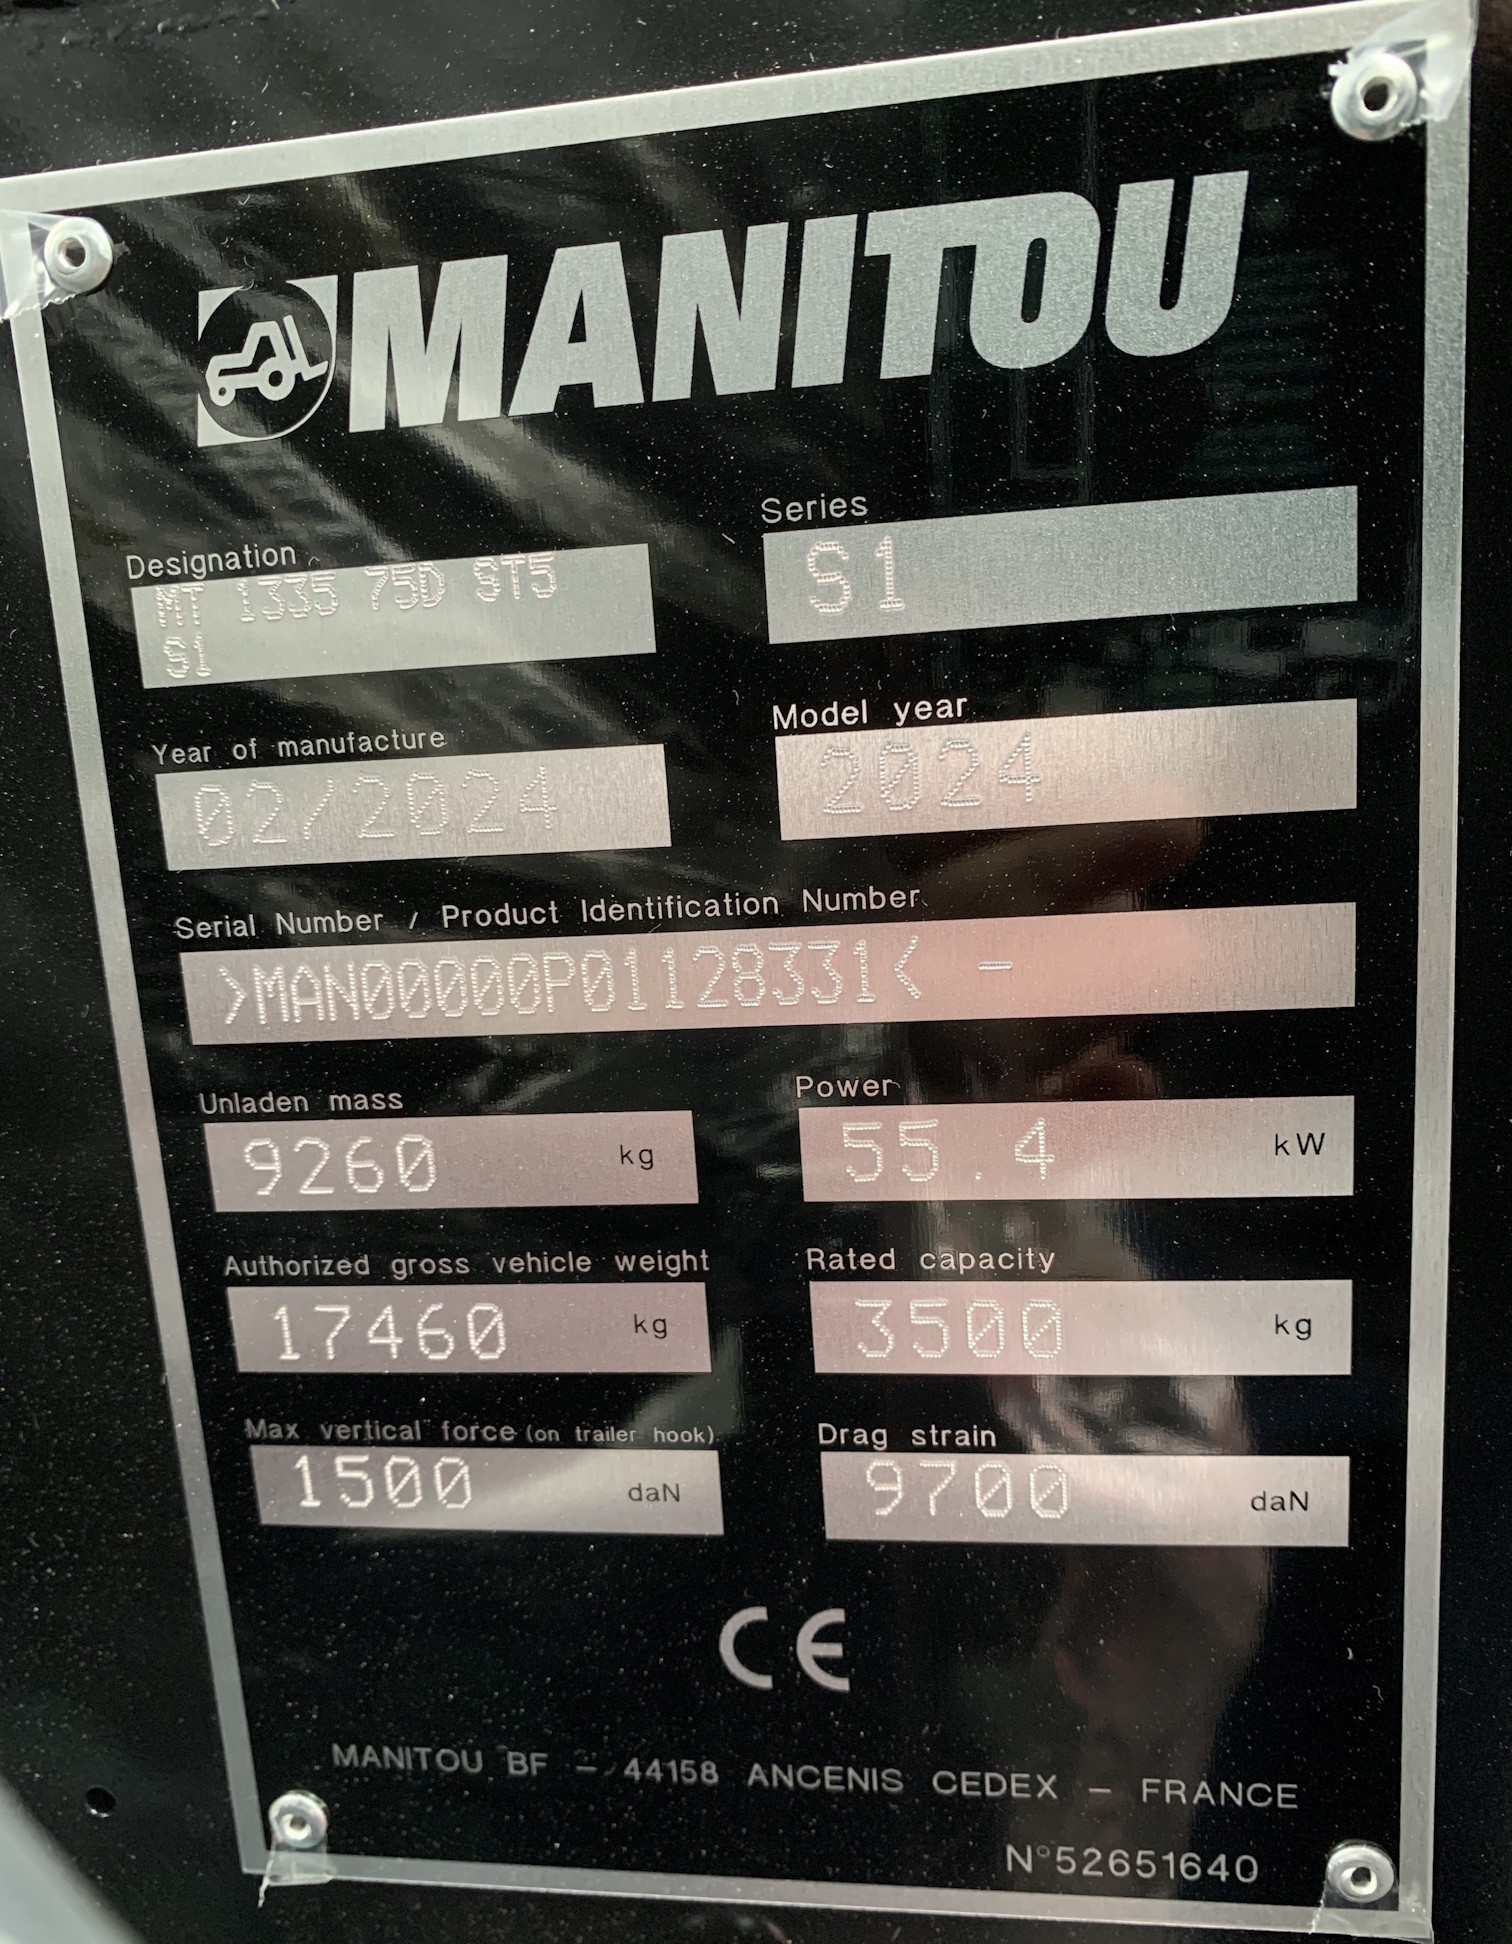 MANITOU
Designation
MT 1335 75D ST5
S1
Series
S1
Year of manufacture
02/2024
Model year
2024
Serial Number / Product Identification Number
>MAN00000P01128331< -
Unladen mass
9260 kg
Power
55.4 kW
Authorized gross vehicle weight
17460 kg
Rated capacity
3500 kg
Max vertical force (on trailer hook)
1500 daN
Drag strain
9700 daN
CE
MANITOU BF - 44158 ANCENIS CEDEX - FRANCE
N°52651640